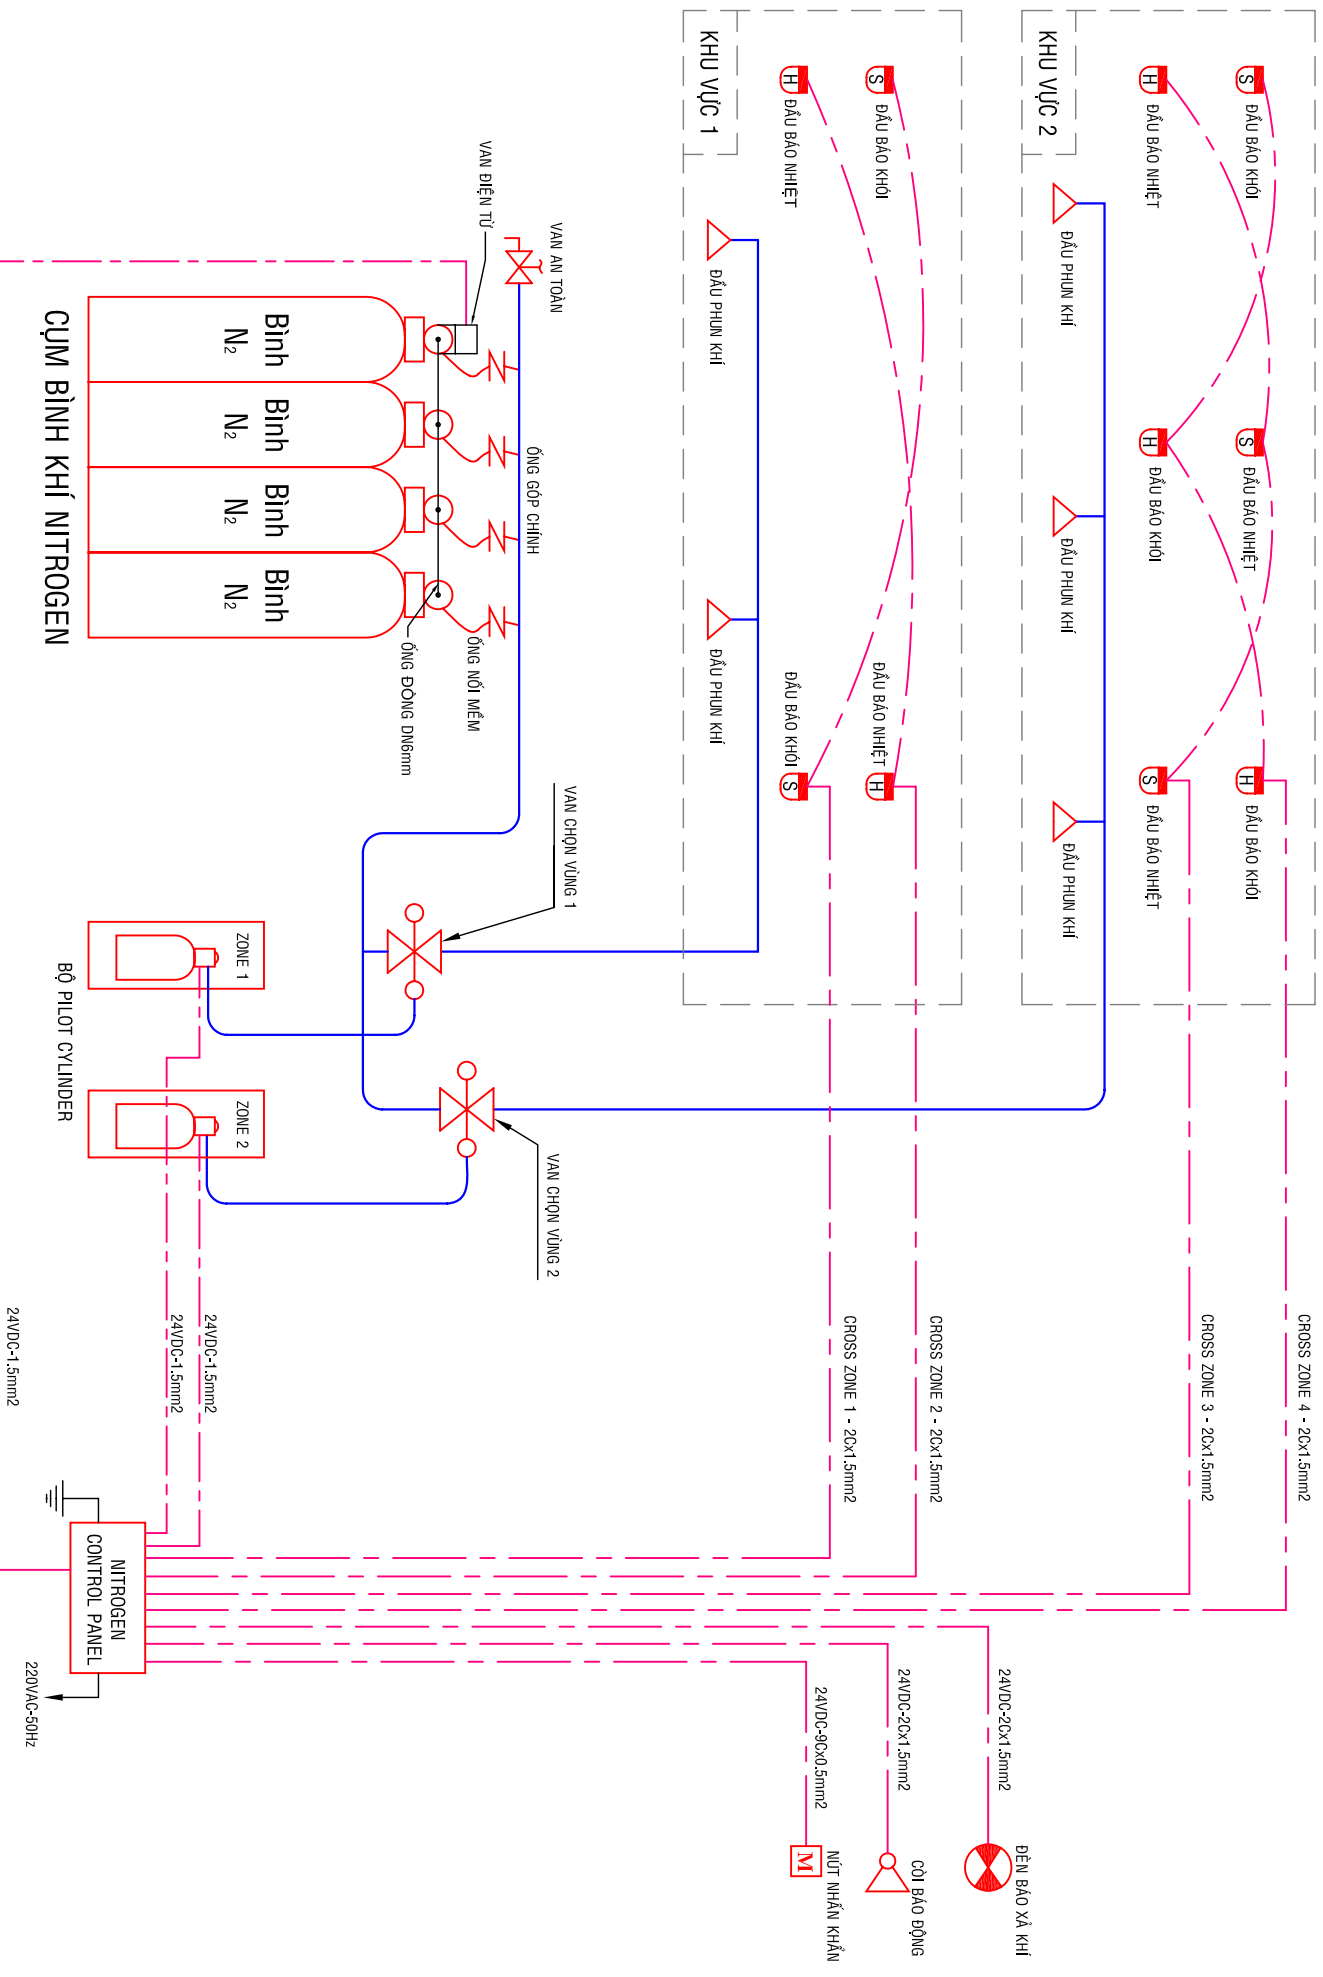 KHU VỰC 2
ĐẦU BÁO KHÓI
S
ĐẦU BÁO NHIỆT
H
ĐẦU BÁO NHIỆT
S
ĐẦU BÁO KHÓI
H
ĐẦU BÁO KHÓI
H
ĐẦU BÁO NHIỆT
S
ĐẦU PHUN KHÍ
ĐẦU PHUN KHÍ
ĐẦU PHUN KHÍ
KHU VỰC 1
ĐẦU BÁO KHÓI
S
ĐẦU BÁO NHIỆT
H
ĐẦU BÁO NHIỆT
H
ĐẦU BÁO KHÓI
S
ĐẦU PHUN KHÍ
ĐẦU PHUN KHÍ
CROSS ZONE 4 - 2Cx1.5mm2
CROSS ZONE 3 - 2Cx1.5mm2
CROSS ZONE 2 - 2Cx1.5mm2
CROSS ZONE 1 - 2Cx1.5mm2
ĐÈN BÁO XẢ KHÍ
24VDC-2Cx1.5mm2
CÒI BÁO ĐỘNG
24VDC-2Cx1.5mm2
NÚT NHẤN KHẨN
M
24VDC-9Cx0.5mm2
VAN AN TOÀN
VAN ĐIỆN TỪ
ỐNG GÓP CHÍNH
ỐNG NỐI MỀM
ỐNG ĐỒNG DN6mm
VAN CHỌN VÙNG 1
VAN CHỌN VÙNG 2
Bình
N2
Bình
N2
Bình
N2
Bình
N2
CỤM BÌNH KHÍ NITROGEN
ZONE 1
ZONE 2
BỘ PILOT CYLINDER
24VDC-1.5mm2
24VDC-1.5mm2
24VDC-1.5mm2
NITROGEN
CONTROL PANEL
220VAC-50Hz